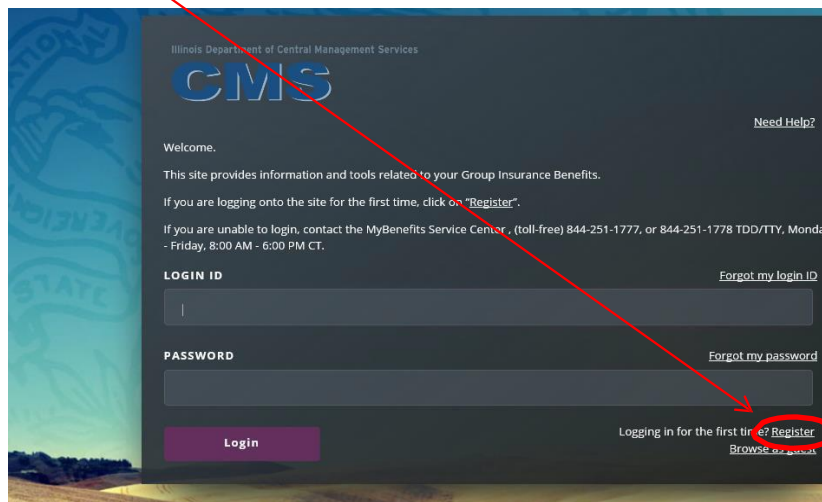 Illinois Department of Central Management Services
CMS
Need Help?
Welcome.
This site provides information and tools related to your Group Insurance Benefits.
If you are logging onto the site for the first time, click on "Register".
If you are unable to login, contact the MyBenefits Service Center , (toll-free) 844-251-1777, or 844-251-1778 TDD/TTY, Monda
- Friday, 8:00 AM - 6:00 PM CT.
LOGIN ID
Forgot my login ID
PASSWORD
Forgot my password
Login
Logging in for the first time? Register
Browse as guest
STATE